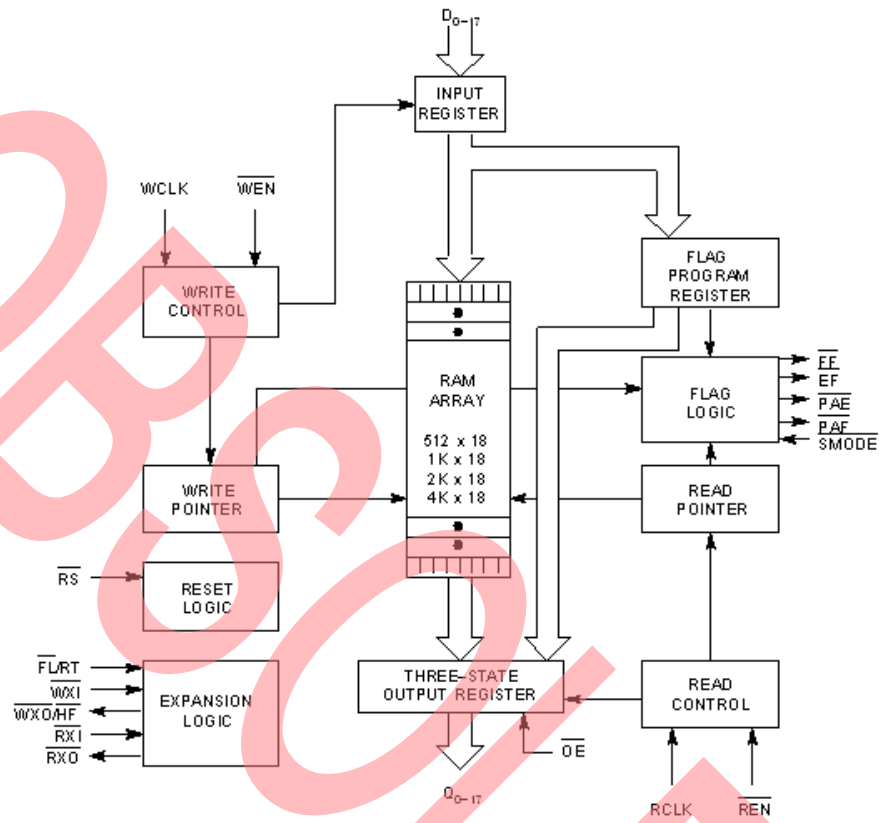 D0–17
INPUT
REGISTER
WCLK
WEN
WRITE
CONTROL
FLAG
PROGRAM
REGISTER
RAM
ARRAY
512 x 18
1K x 18
2K x 18
4K x 18
FLAG
LOGIC
FF
EF
PAE
PAF
SMODE
WRITE
POINTER
READ
POINTER
RS
RESET
LOGIC
FL/RT
WXI
WXO/HF
RXI
RXO
EXPANSION
LOGIC
THREE–STATE
OUTPUT REGISTER
READ
CONTROL
OE
Q0–17
RCLK
REN